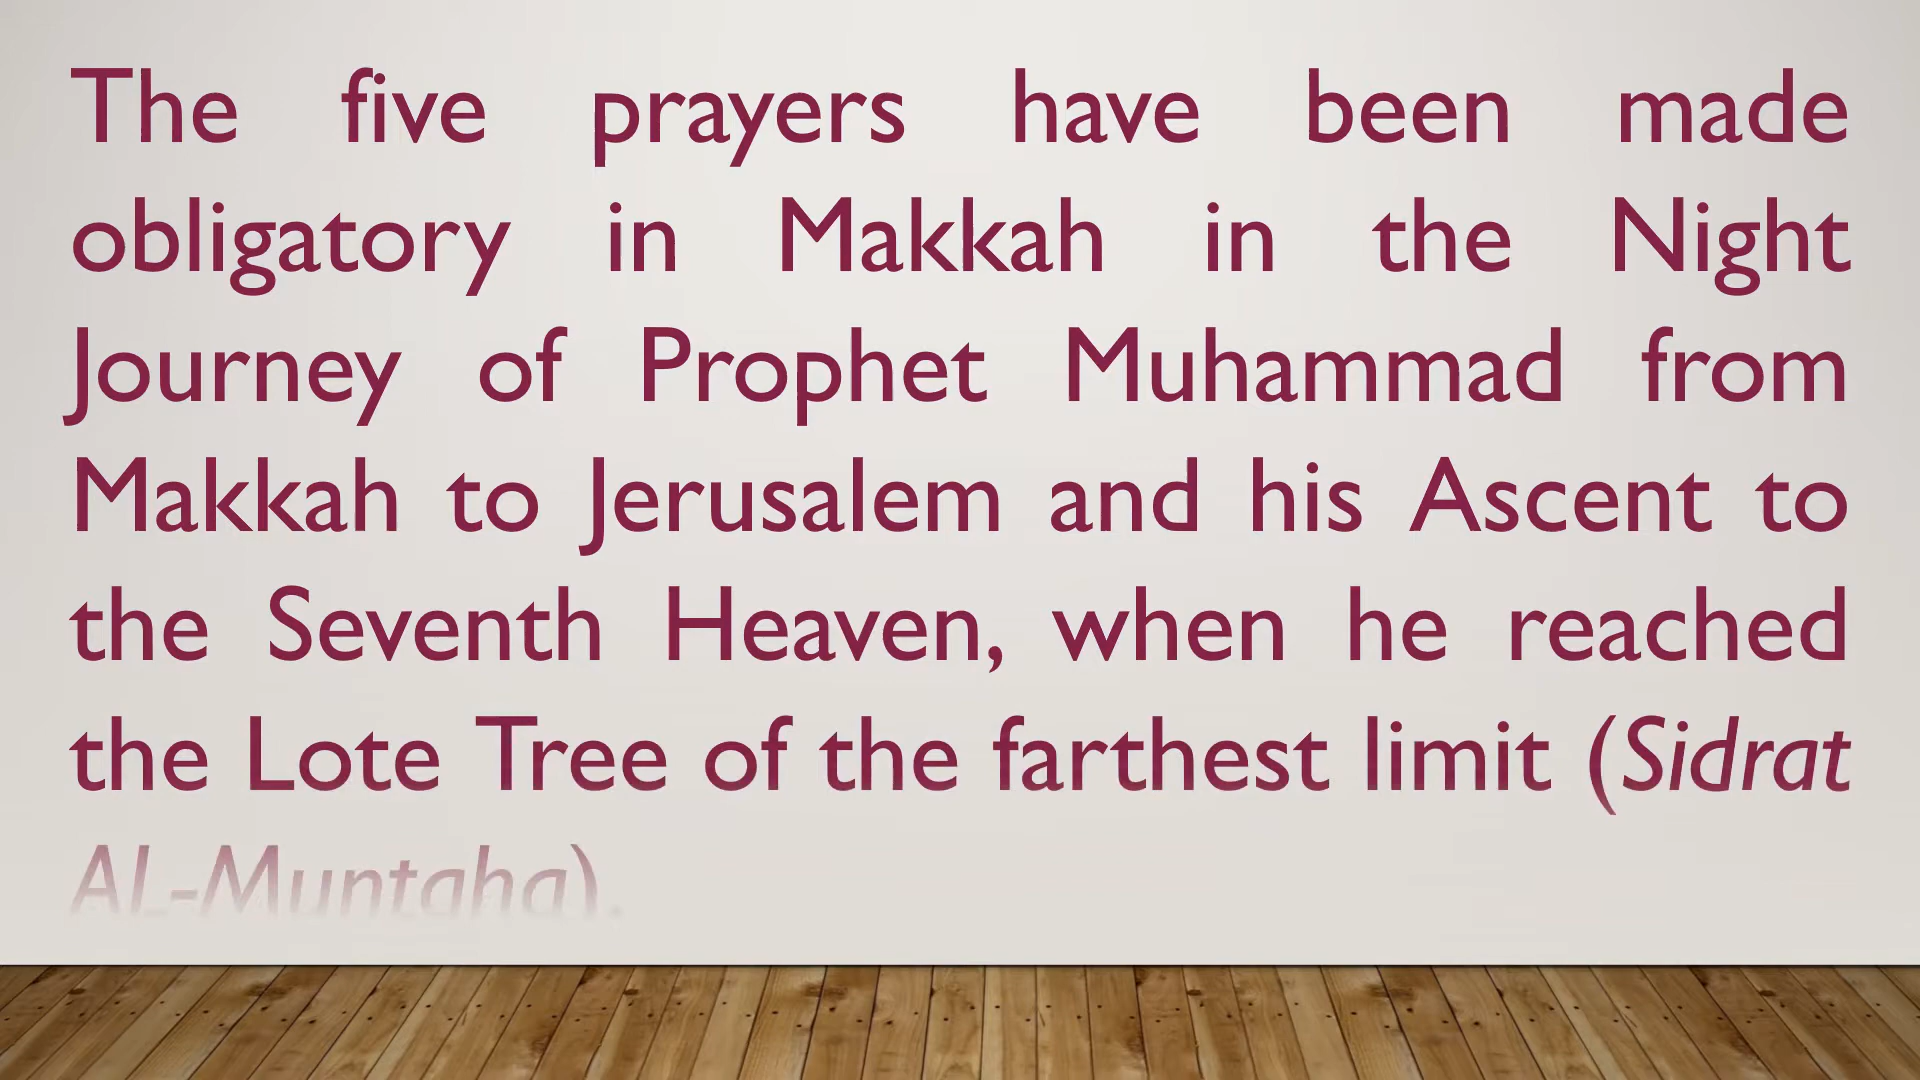 The five prayers have been made
obligatory in Makkah in the Night
Journey of Prophet Muhammad from
Makkah to Jerusalem and his Ascent to
the Seventh Heaven, when he reached
the Lote Tree of the farthest limit (Sidrat
AL-Muntaha).